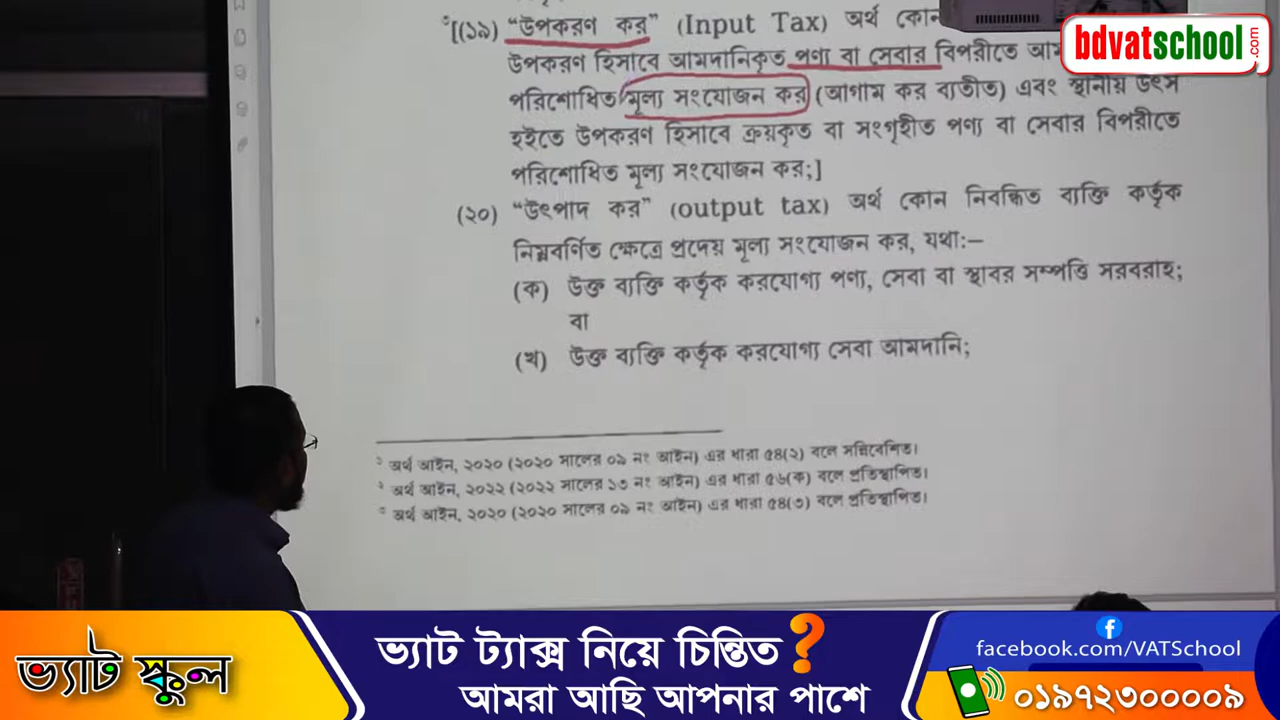 [(১৯) “উপকরণ কর” (Input Tax) অর্থ কোন
উপকরণ হিসাবে আমদানিকৃত পণ্য বা সেবার বিপরীতে
পরিশোধিত মূল্য সংযোজন কর (আগাম কর ব্যতীত) এবং স্থানীয় উৎস
হইতে উপকরণ হিসাবে ক্রয়কৃত বা সংগৃহীত পণ্য বা সেবার বিপরীতে
পরিশোধিত মূল্য সংযোজন কর;]
(২০) “উৎপাদ কর” (output tax) অর্থ কোন নিবন্ধিত ব্যক্তি কর্তৃক
নিম্নবর্ণিত ক্ষেত্রে প্রদেয় মূল্য সংযোজন কর, যথা:–
(ক) উক্ত ব্যক্তি কর্তৃক করযোগ্য পণ্য, সেবা বা স্থাবর সম্পত্তি সরবরাহ;
বা
(খ) উক্ত ব্যক্তি কর্তৃক করযোগ্য সেবা আমদানি;
১ অর্থ আইন, ২০২০ (২০২০ সালের ০৯ নং আইন) এর ধারা ৫৪(২) বলে সন্নিবেশিত।
২ অর্থ আইন, ২০২২ (২০২২ সালের ১৩ নং আইন) এর ধারা ৫৬(ক) বলে প্রতিস্থাপিত।
৩ অর্থ আইন, ২০২০ (২০২০ সালের ০৯ নং আইন) এর ধারা ৫৪(৩) বলে প্রতিস্থাপিত।
bdvatschool.com
ভ্যাট স্কুল
ভ্যাট ট্যাক্স নিয়ে চিন্তিত?
আমরা আছি আপনার পাশে
facebook.com/VATSchool
০১৯৭২৩০০০০৯